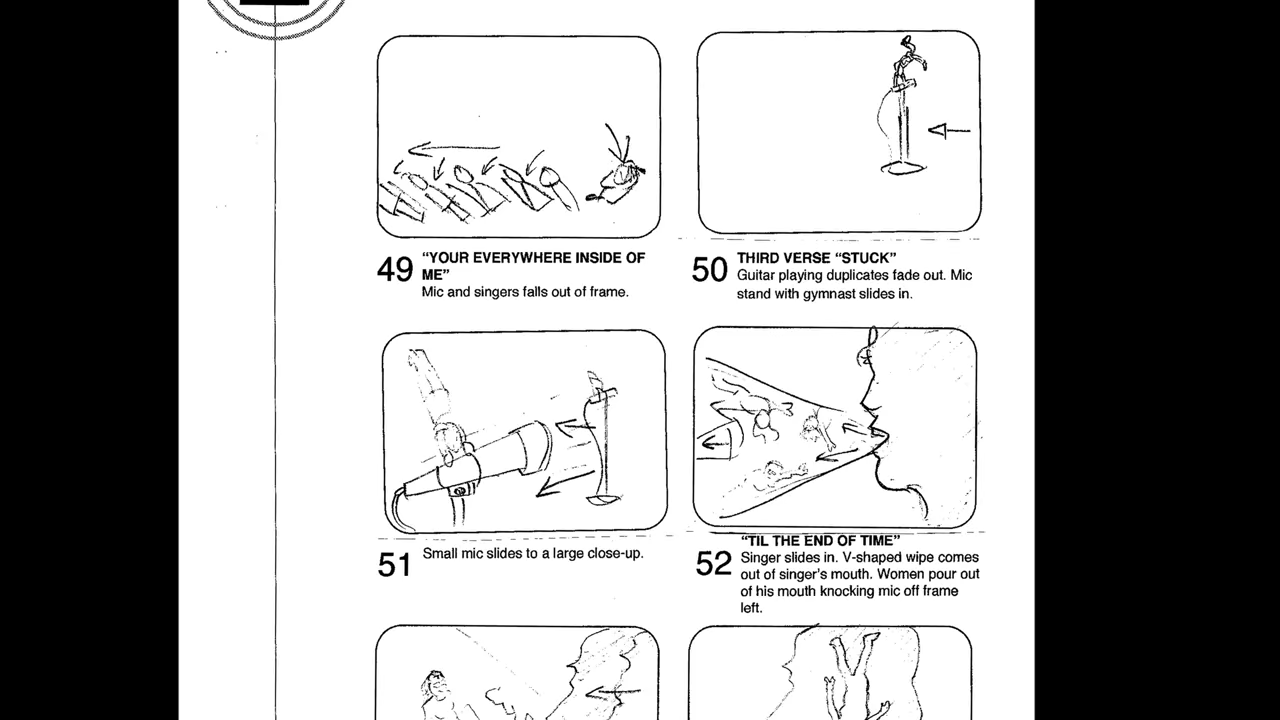 49
“YOUR EVERYWHERE INSIDE OF
ME”
Mic and singers falls out of frame.
50
THIRD VERSE “STUCK”
Guitar playing duplicates fade out. Mic
stand with gymnast slides in.
51
Small mic slides to a large close-up.
52
“TIL THE END OF TIME”
Singer slides in. V-shaped wipe comes
out of singer’s mouth. Women pour out
of his mouth knocking mic off frame
left.